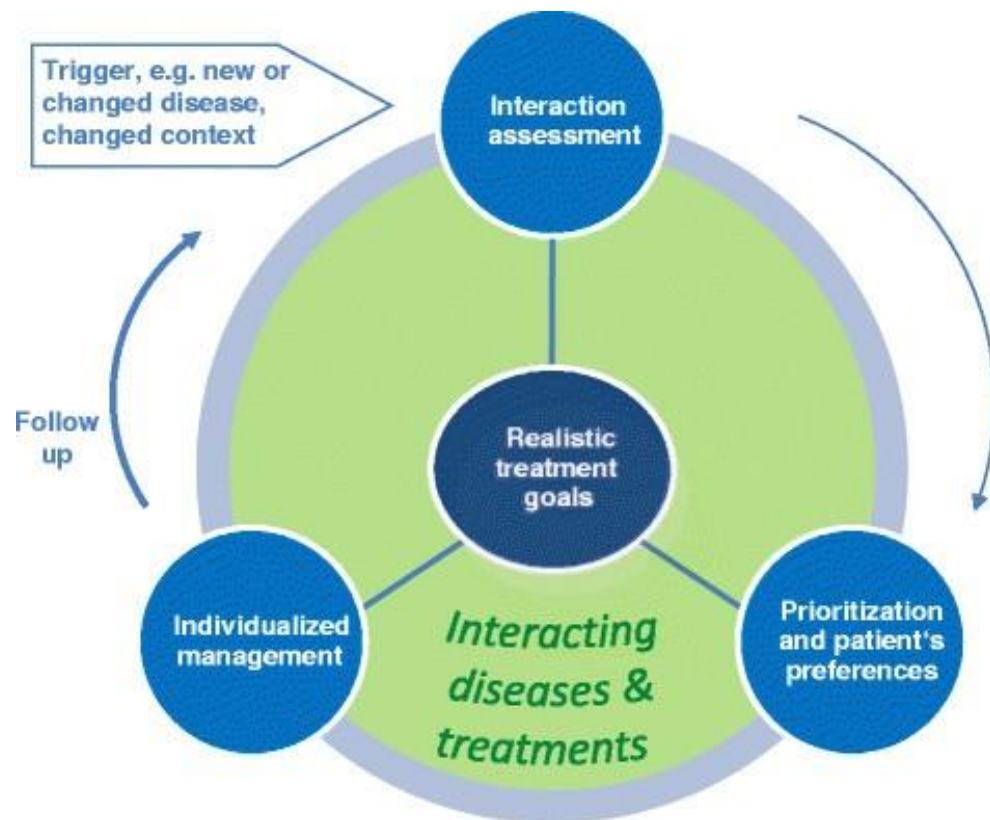 Trigger, e.g. new or
changed disease,
changed context
Interaction
assessment
Follow
up
Realistic
treatment
goals
Individualized
management
Prioritization
and patient's
preferences
Interacting
diseases &
treatments